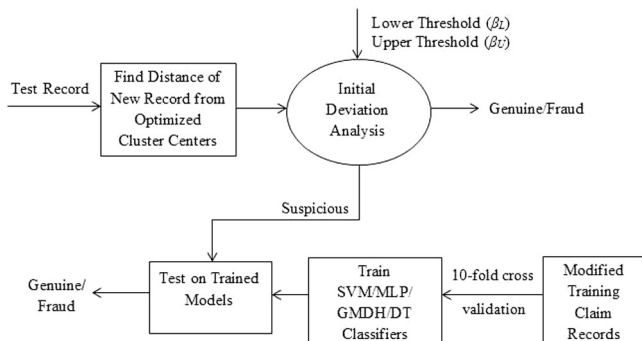 Lower Threshold (βL)
Upper Threshold (βU)
Test Record
Find Distance of
New Record from
Optimized
Cluster Centers
Initial
Deviation
Analysis
Genuine/Fraud
Suspicious
Genuine/
Fraud
Test on Trained
Models
Train
SVM/MLP/
GMDH/DT
Classifiers
10-fold cross
validation
Modified
Training
Claim
Records